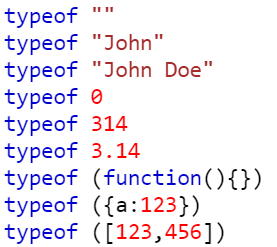 typeof ""
typeof "John"
typeof "John Doe"
typeof 0
typeof 314
typeof 3.14
typeof (function(){})
typeof ({a:123})
typeof ([123,456])